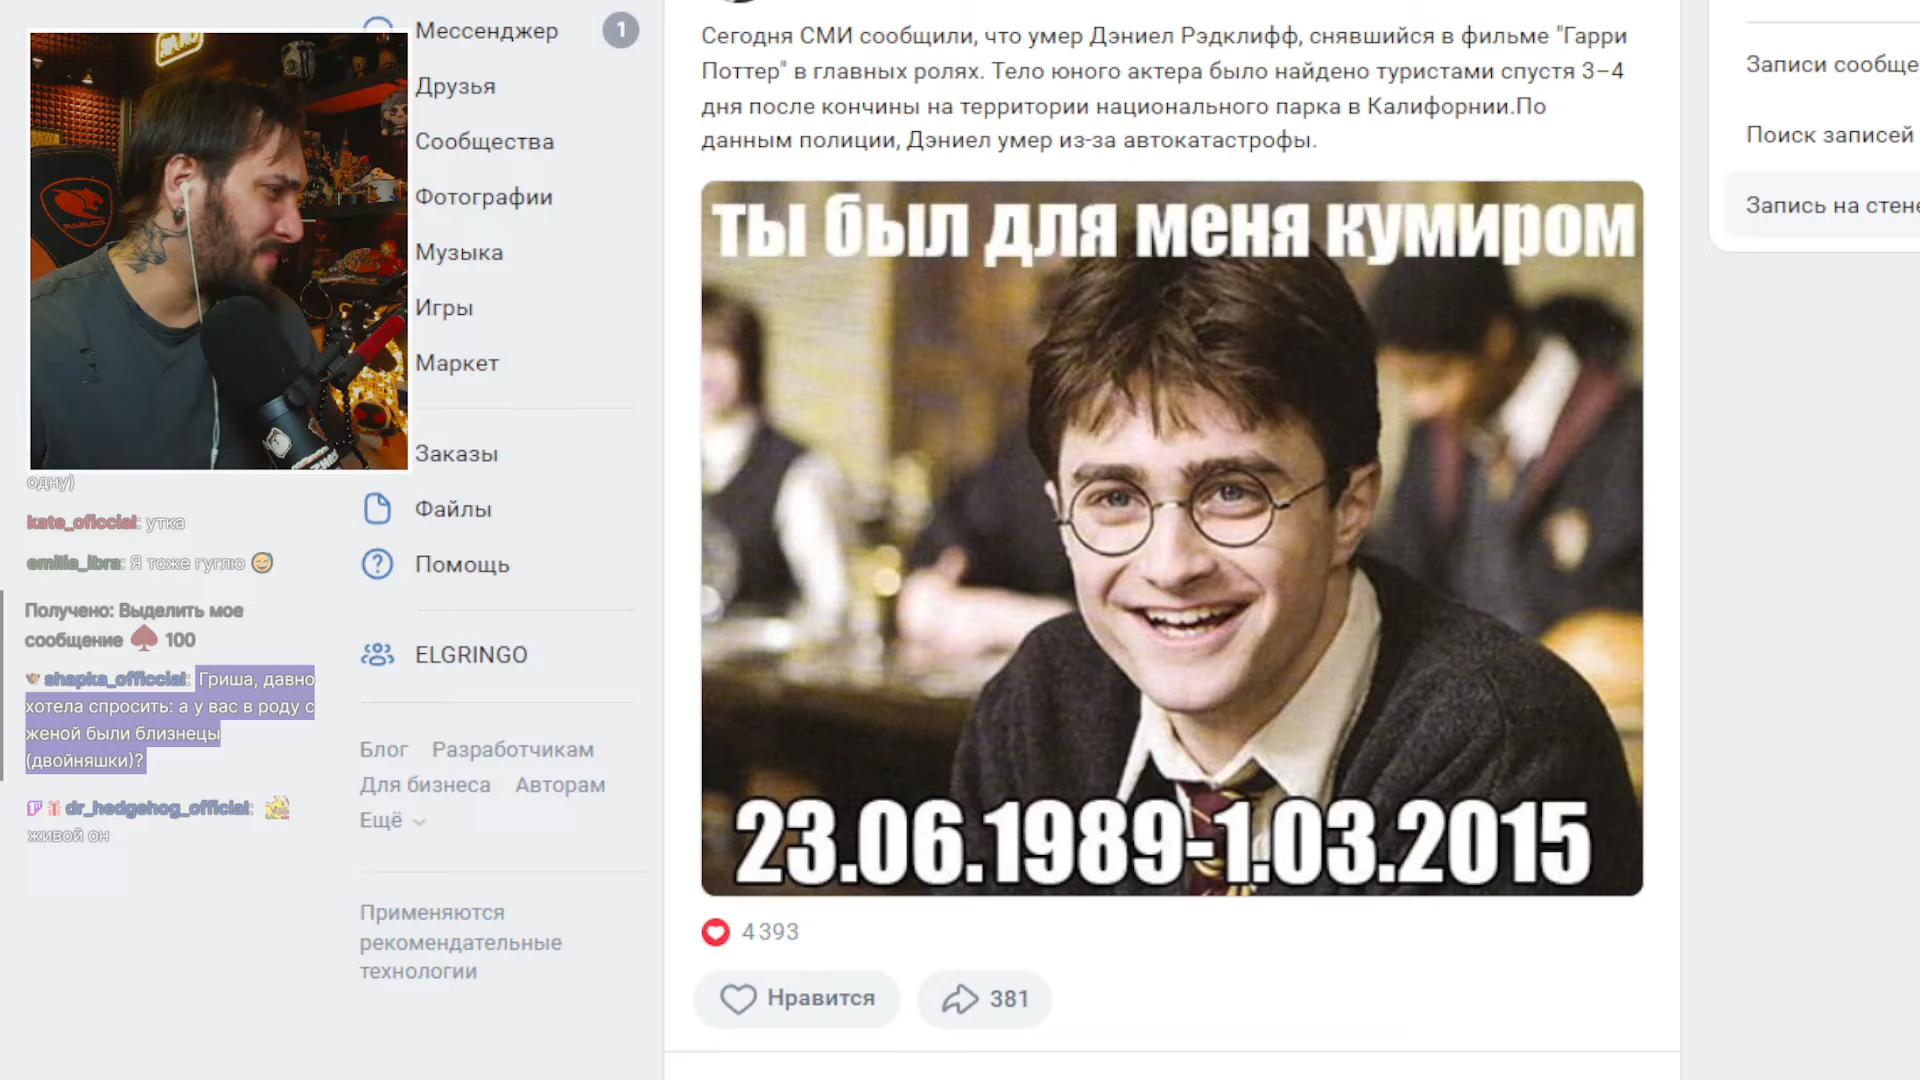 Мессенджер
1
Друзья
Сообщества
Фотографии
Музыка
Игры
Маркет
Заказы
Файлы
Помощь
ELGRINGO
Блог Разработчикам
Для бизнеса Авторам
Ещё
Применяются
рекомендательные
технологии
одну)
kate_oficcial: утка
emilia_libra: Я тоже гуглю
Получено: Выделить мое
сообщение 100
shapka_officcial: Гриша, давно
хотела спросить: а у вас в роду с
женой были близнецы
(двойняшки)?
dr_hedgehog_official:
живой он
Сегодня СМИ сообщили, что умер Дэниел Рэдклифф, снявшийся в фильме "Гарри
Поттер" в главных ролях. Тело юного актера было найдено туристами спустя 3–4
дня после кончины на территории национального парка в Калифорнии.По
данным полиции, Дэниел умер из-за автокатастрофы.
ты был для меня кумиром
23.06.1989-1.03.2015
4 393
Нравится
381
Записи сообще
Поиск записей
Запись на стене